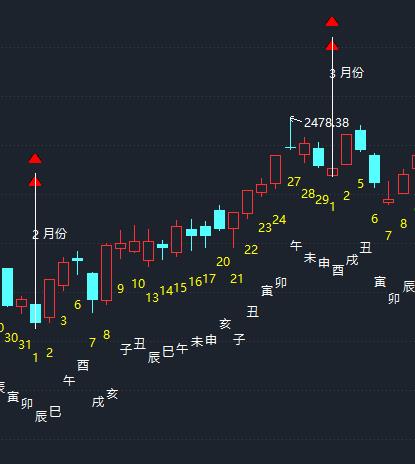 3 月份
2478.38
2 月份
30 31 1 2 3 6 7 8 9 10 13 14 15 16 17 20 21 22 23 24 27 28 29 1 2 5 6 7 8
寅 卯 辰 巳 午 酉 戌 亥 子 丑 辰 巳 午 未 申 亥 子 丑 寅 卯 午 未 申 酉 戌 丑 寅 卯 辰